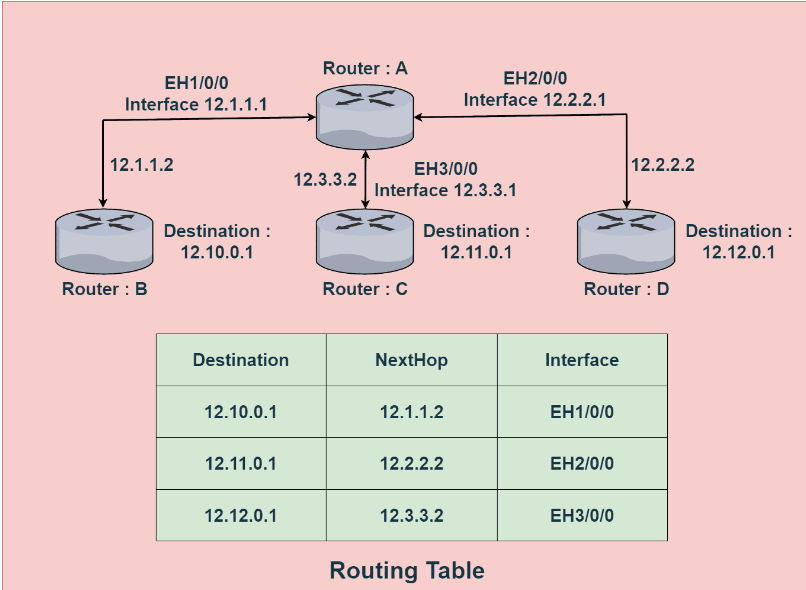 Router : A
EH1/0/0
Interface 12.1.1.1
EH2/0/0
Interface 12.2.2.1
12.1.1.2
12.3.3.2
EH3/0/0
Interface 12.3.3.1
12.2.2.2
Destination :
12.10.0.1
Router : B
Destination :
12.11.0.1
Router : C
Destination :
12.12.0.1
Router : D
Destination NextHop Interface
12.10.0.1 12.1.1.2 EH1/0/0
12.11.0.1 12.2.2.2 EH2/0/0
12.12.0.1 12.3.3.2 EH3/0/0
Routing Table